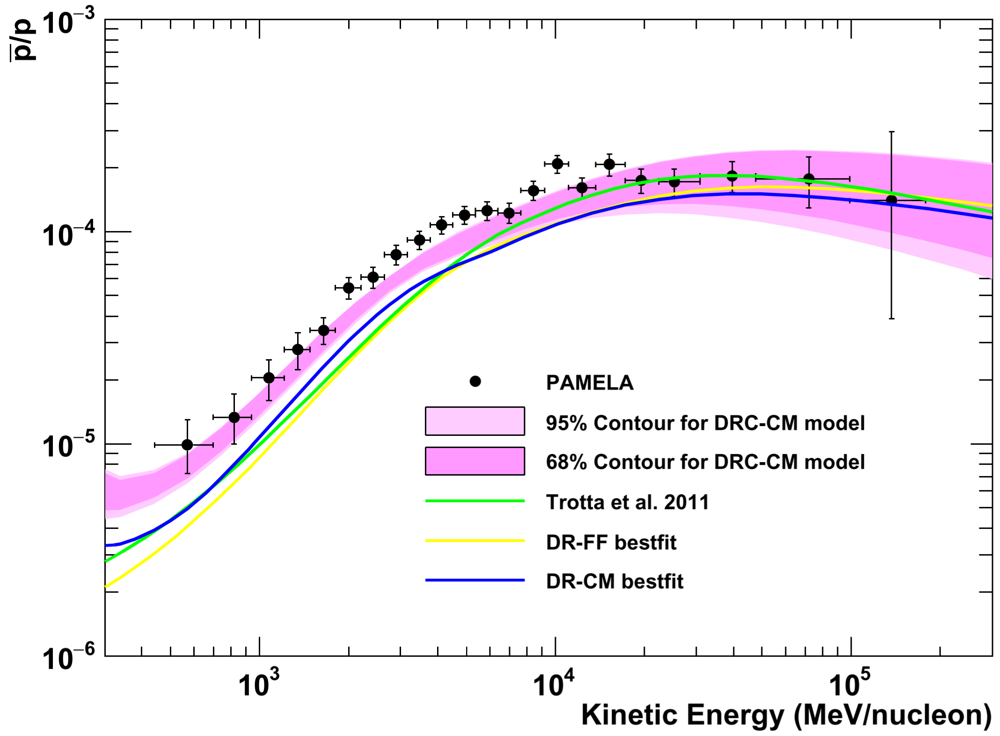 p̅/p
10⁻³
10⁻⁴
10⁻⁵
10⁻⁶
PAMELA
95% Contour for DRC-CM model
68% Contour for DRC-CM model
Trotta et al. 2011
DR-FF bestfit
DR-CM bestfit
10³ 10⁴ 10⁵
Kinetic Energy (MeV/nucleon)